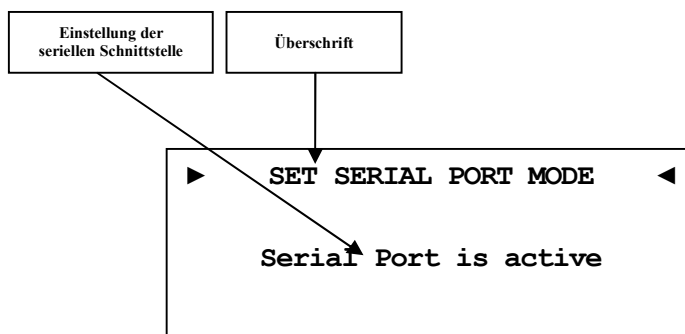 Einstellung der
seriellen Schnittstelle
Überschrift
► SET SERIAL PORT MODE ◄
Serial Port is active